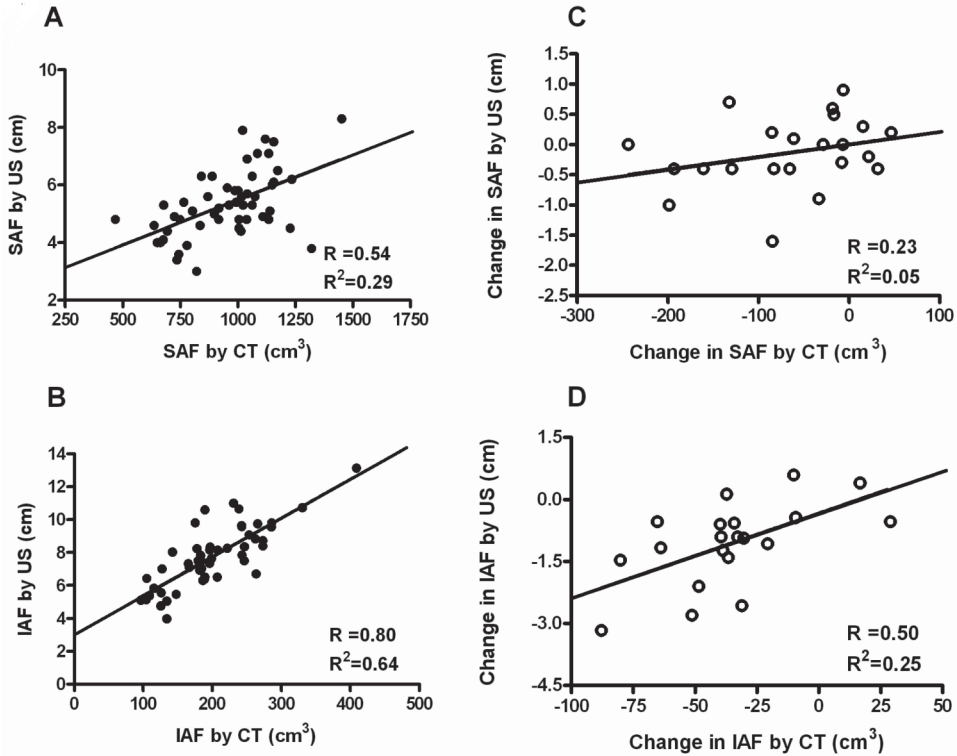 A
SAF by US (cm)
10
8
6
4
2
250 500 750 1000 1250 1500 1750
SAF by CT (cm³)
R =0.54
R²=0.29
C
Change in SAF by US (cm)
1.5
1.0
0.5
0.0
-0.5
-1.0
-1.5
-2.0
-2.5
-300 -200 -100 0 100
Change in SAF by CT (cm³)
R =0.23
R²=0.05
B
IAF by US (cm)
14
12
10
8
6
4
2
0
0 100 200 300 400 500
IAF by CT (cm³)
R =0.80
R²=0.64
D
Change in IAF by US (cm)
1.5
0.0
-1.5
-3.0
-4.5
-100 -75 -50 -25 0 25 50
Change in IAF by CT (cm³)
R =0.50
R²=0.25